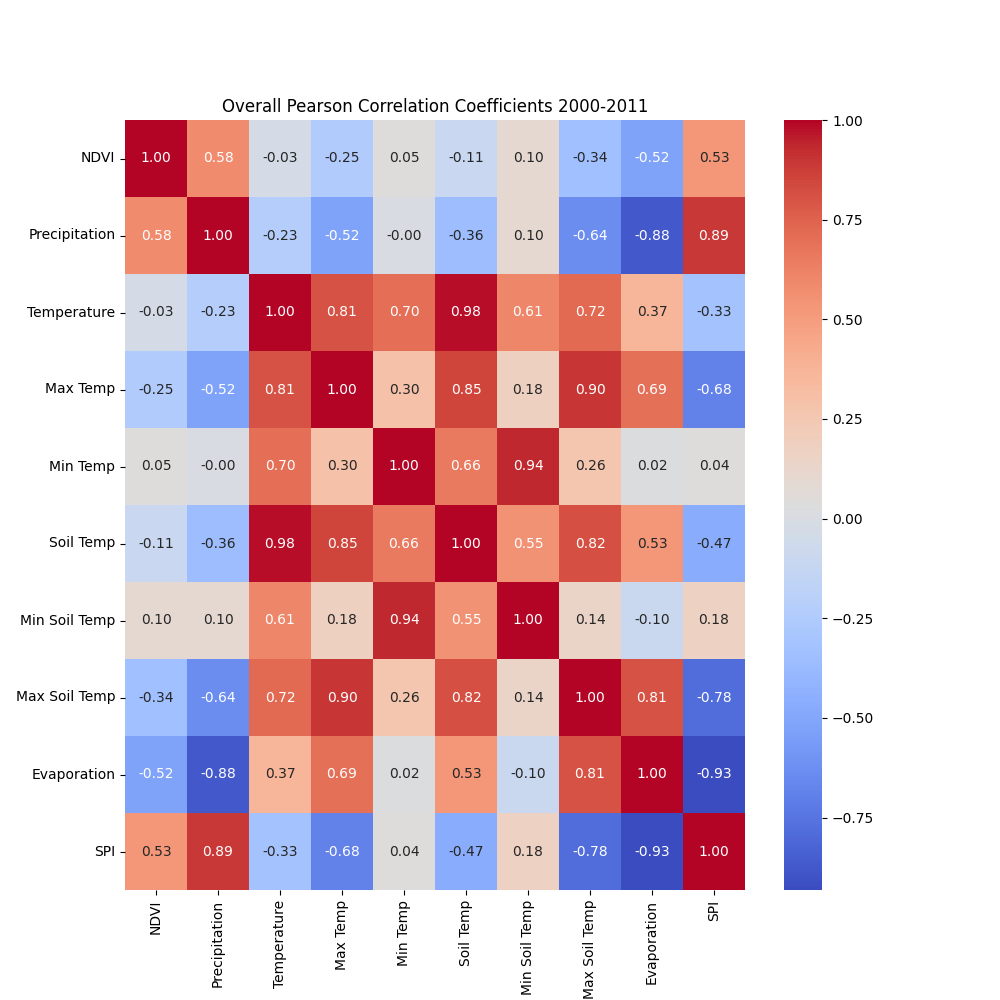 Overall Pearson Correlation Coefficients 2000-2011
NDVI 1.00 0.58 -0.03 -0.25 0.05 -0.11 0.10 -0.34 -0.52 0.53
Precipitation 0.58 1.00 -0.23 -0.52 -0.00 -0.36 0.10 -0.64 -0.88 0.89
Temperature -0.03 -0.23 1.00 0.81 0.70 0.98 0.61 0.72 0.37 -0.33
Max Temp -0.25 -0.52 0.81 1.00 0.30 0.85 0.18 0.90 0.69 -0.68
Min Temp 0.05 -0.00 0.70 0.30 1.00 0.66 0.94 0.26 0.02 0.04
Soil Temp -0.11 -0.36 0.98 0.85 0.66 1.00 0.55 0.82 0.53 -0.47
Min Soil Temp 0.10 0.10 0.61 0.18 0.94 0.55 1.00 0.14 -0.10 0.18
Max Soil Temp -0.34 -0.64 0.72 0.90 0.26 0.82 0.14 1.00 0.81 -0.78
Evaporation -0.52 -0.88 0.37 0.69 0.02 0.53 -0.10 0.81 1.00 -0.93
SPI 0.53 0.89 -0.33 -0.68 0.04 -0.47 0.18 -0.78 -0.93 1.00
NDVI
Precipitation
Temperature
Max Temp
Min Temp
Soil Temp
Min Soil Temp
Max Soil Temp
Evaporation
SPI
1.00
0.75
0.50
0.25
0.00
−0.25
−0.50
−0.75